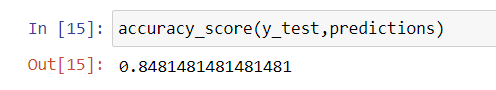 In [15]: accuracy_score(y_test,predictions)
Out[15]: 0.8481481481481481